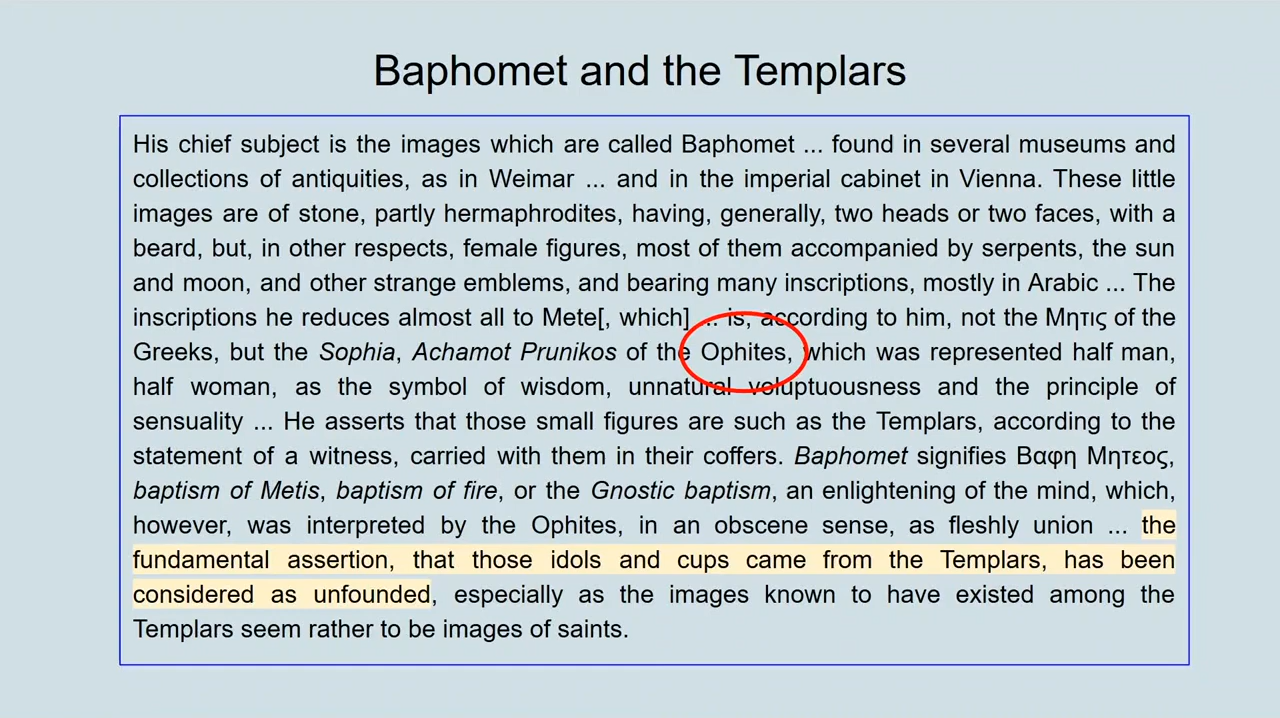 Baphomet and the Templars
His chief subject is the images which are called Baphomet ... found in several museums and
collections of antiquities, as in Weimar ... and in the imperial cabinet in Vienna. These little
images are of stone, partly hermaphrodites, having, generally, two heads or two faces, with a
beard, but, in other respects, female figures, most of them accompanied by serpents, the sun
and moon, and other strange emblems, and bearing many inscriptions, mostly in Arabic ... The
inscriptions he reduces almost all to Mete[, which] ... is, according to him, not the Μητις of the
Greeks, but the Sophia, Achamot Prunikos of the Ophites, which was represented half man,
half woman, as the symbol of wisdom, unnatural voluptuousness and the principle of
sensuality ... He asserts that those small figures are such as the Templars, according to the
statement of a witness, carried with them in their coffers. Baphomet signifies Βαφη Μητεος,
baptism of Metis, baptism of fire, or the Gnostic baptism, an enlightening of the mind, which,
however, was interpreted by the Ophites, in an obscene sense, as fleshly union ... the
fundamental assertion, that those idols and cups came from the Templars, has been
considered as unfounded, especially as the images known to have existed among the
Templars seem rather to be images of saints.